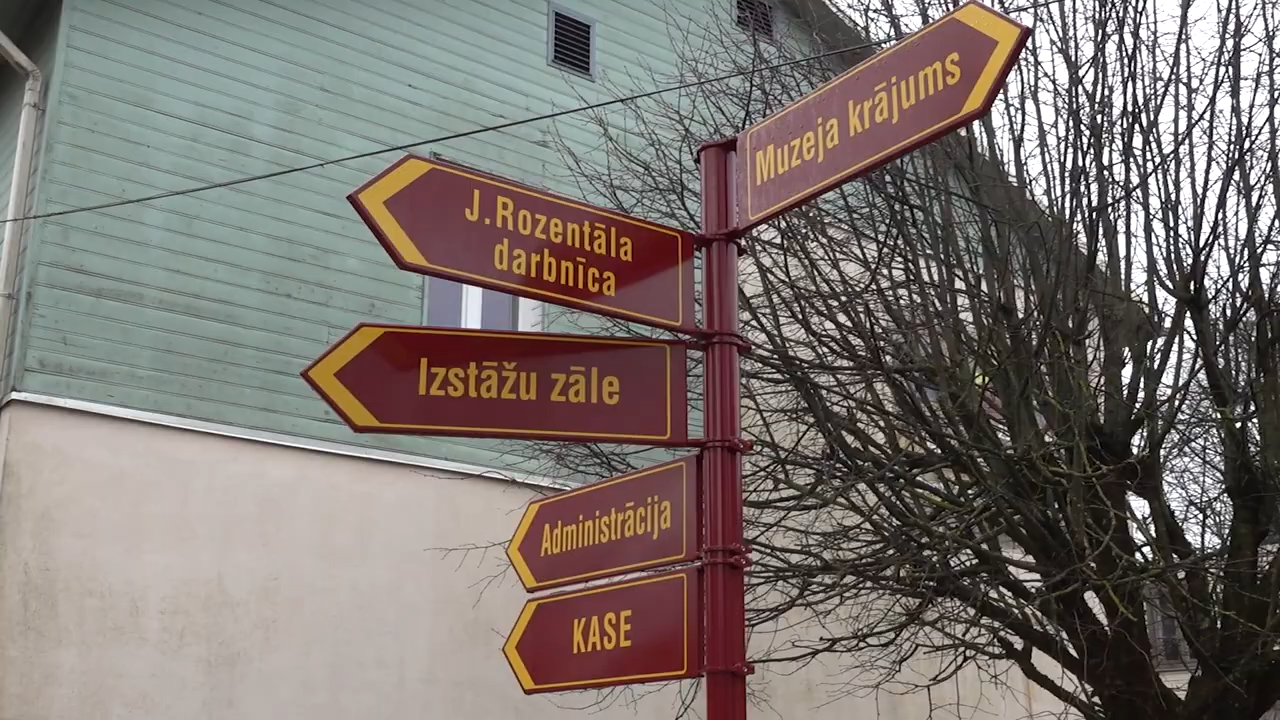 Muzeja krājums
J.Rozentāla
darbnīca
Izstāžu zāle
Administrācija
KASE